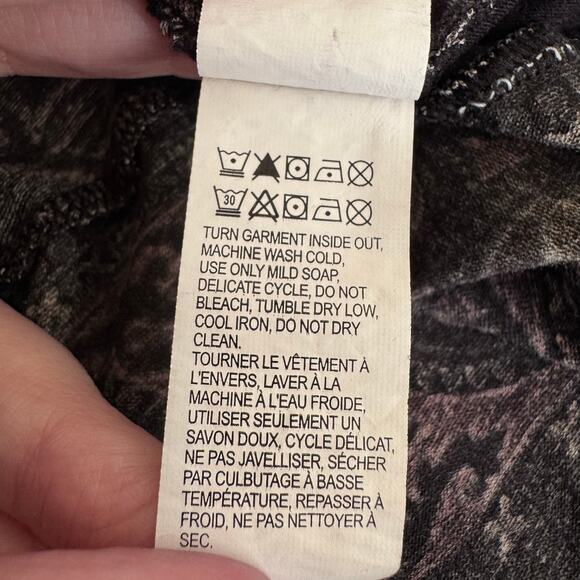 30
TURN GARMENT INSIDE OUT,
MACHINE WASH COLD,
USE ONLY MILD SOAP,
DELICATE CYCLE, DO NOT
BLEACH, TUMBLE DRY LOW,
COOL IRON, DO NOT DRY
CLEAN.
TOURNER LE VÊTEMENT À
L'ENVERS, LAVER À LA
MACHINE À L'EAU FROIDE,
UTILISER SEULEMENT UN
SAVON DOUX, CYCLE DÉLICAT,
NE PAS JAVELLISER, SÉCHER
PAR CULBUTAGE À BASSE
TEMPÉRATURE, REPASSER À
FROID, NE PAS NETTOYER À
SEC.